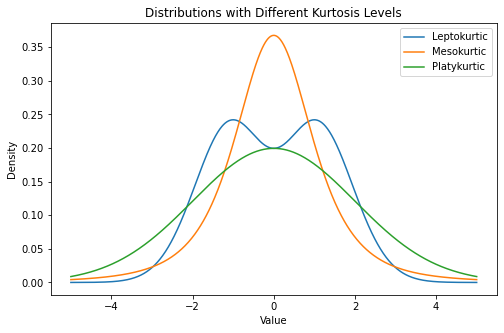 Distributions with Different Kurtosis Levels
Leptokurtic
Mesokurtic
Platykurtic
Density
0.35
0.30
0.25
0.20
0.15
0.10
0.05
0.00
−4
−2
0
2
4
Value